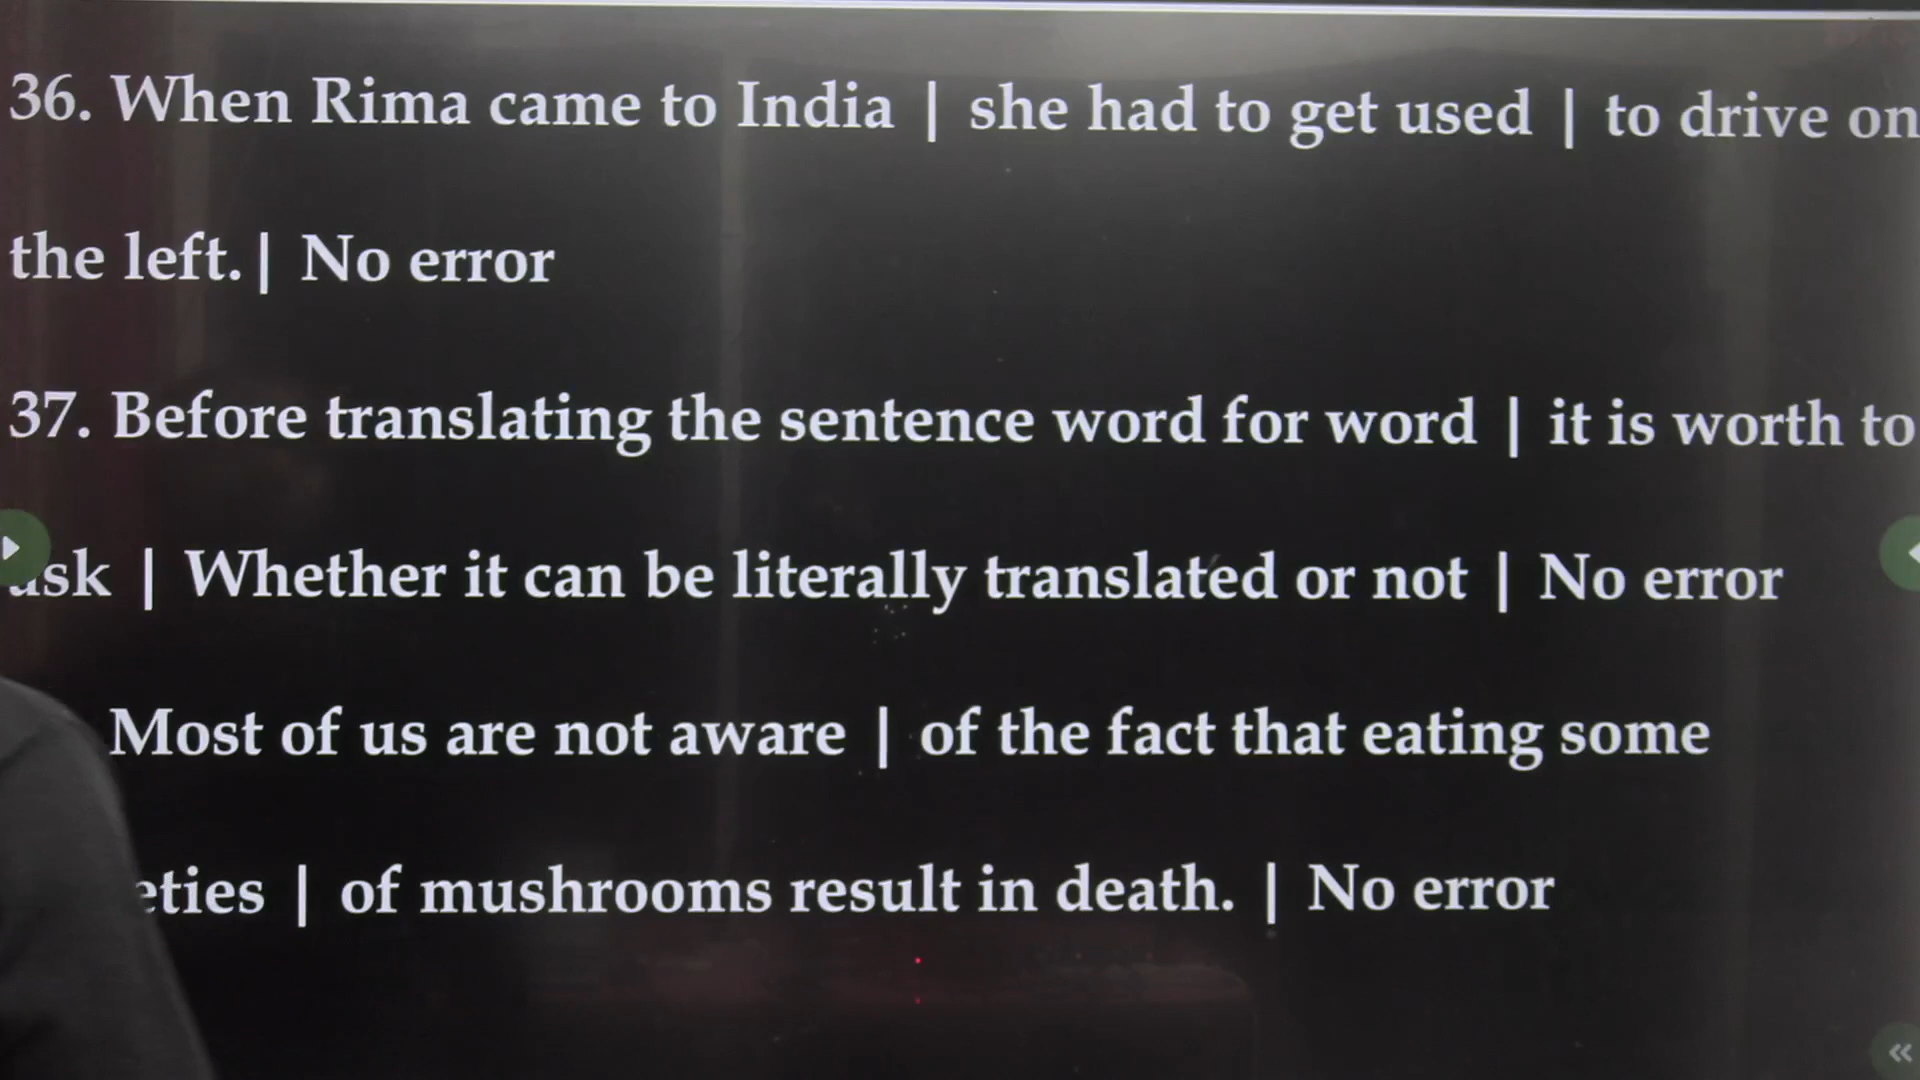 36. When Rima came to India | she had to get used | to drive on
the left. | No error
37. Before translating the sentence word for word | it is worth to
ask | Whether it can be literally translated or not | No error
Most of us are not aware | of the fact that eating some
| of mushrooms result in death. | No error